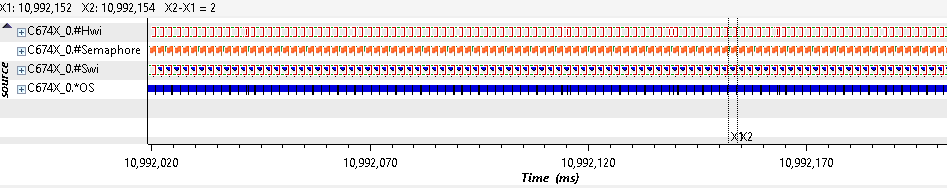 X1: 10,992,152 X2: 10,992,154 X2-X1 = 2
C674X_0.#Hwi
C674X_0.#Semaphore
C674X_0.#Swi
C674X_0.*OS
source
X1X2
10,992,020 10,992,070 10,992,120 10,992,170
Time (ms)